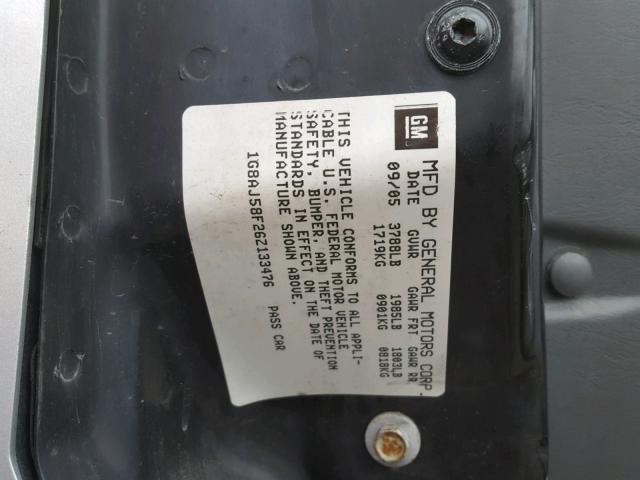 GM
MFD BY GENERAL MOTORS CORP.
DATE GVWR GAWR FRT GAWR RR
09/05 3788LB 1985LB 1803LB
1719KG 0901KG 0818KG
THIS VEHICLE CONFORMS TO ALL APPLI-
CABLE U.S. FEDERAL MOTOR VEHICLE
SAFETY, BUMPER, AND THEFT PREVENTION
STANDARDS IN EFFECT ON THE DATE OF
MANUFACTURE SHOWN ABOVE.
1G8AJ58F26Z133476 PASS CAR